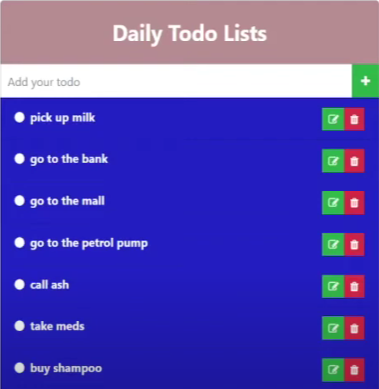 Daily Todo Lists
Add your todo
pick up milk
go to the bank
go to the mall
go to the petrol pump
call ash
take meds
buy shampoo